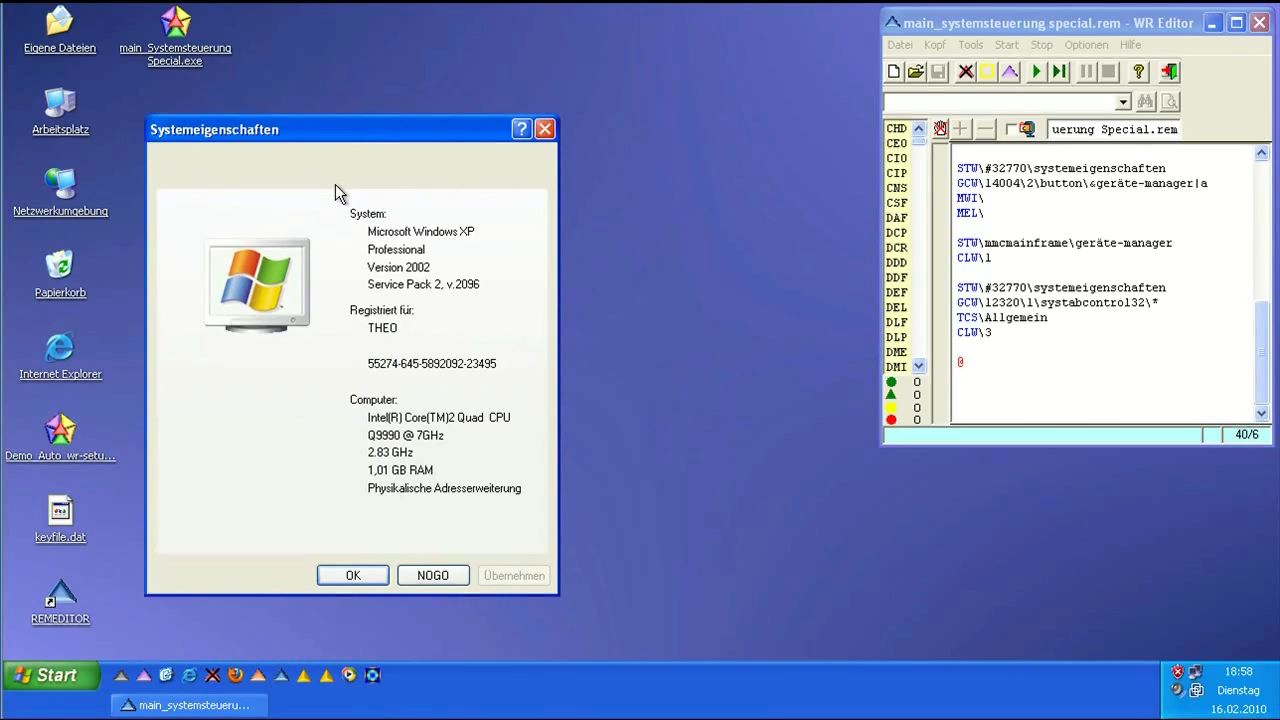 Eigene Dateien
main_Systemsteuerung
Special.exe
Arbeitsplatz
Netzwerkumgebung
Papierkorb
Internet Explorer
Demo_Auto_wr-setu...
keyfile.dat
REMEDITOR
Systemeigenschaften
System:
Microsoft Windows XP
Professional
Version 2002
Service Pack 2, v.2096
Registriert für:
THEO
55274-645-5892092-23495
Computer:
Intel(R) Core(TM)2 Quad CPU
Q9990 @ 7GHz
2.83 GHz
1,01 GB RAM
Physikalische Adresserweiterung
OK NOGO Übernehmen
main_systemsteuerung special.rem - WR Editor
Datei Kopf Tools Start Stop Optionen Hilfe
uerung Special.rem
CHD
CEO
CIO
CIP
CNS
CSF
DAF
DCP
DCR
DDD
DDF
DEF
DEL
DLF
DLP
DME
DMI
0
0
0
0
STW\#32770\systemeigenschaften
GCW\14004\2\button\&geräte-manager|a
MWI\
MEL\
STW\mmcmainframe\geräte-manager
CLW\1
STW\#32770\systemeigenschaften
GCW\12320\1\systabcontrol32\*
TCS\Allgemein
CLW\3
@
40/6
Start
main_systemsteueru...
18:58
Dienstag
16.02.2010